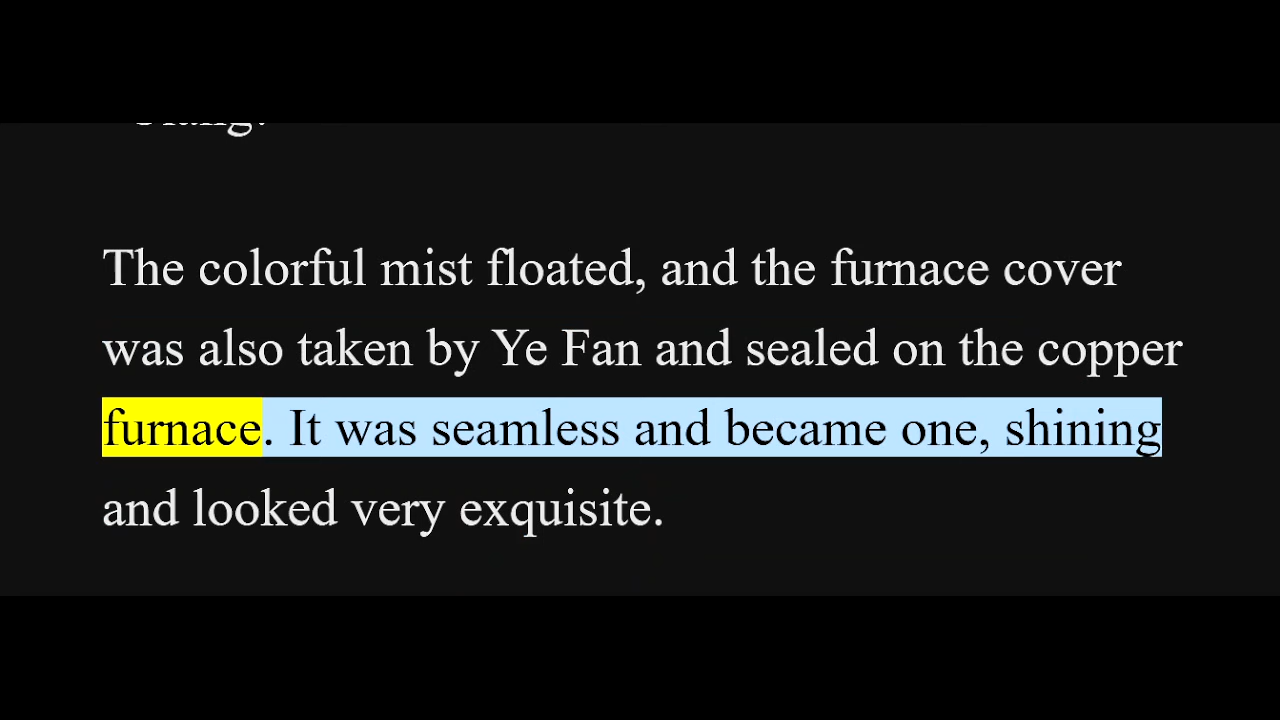 The colorful mist floated, and the furnace cover
was also taken by Ye Fan and sealed on the copper
furnace. It was seamless and became one, shining
and looked very exquisite.